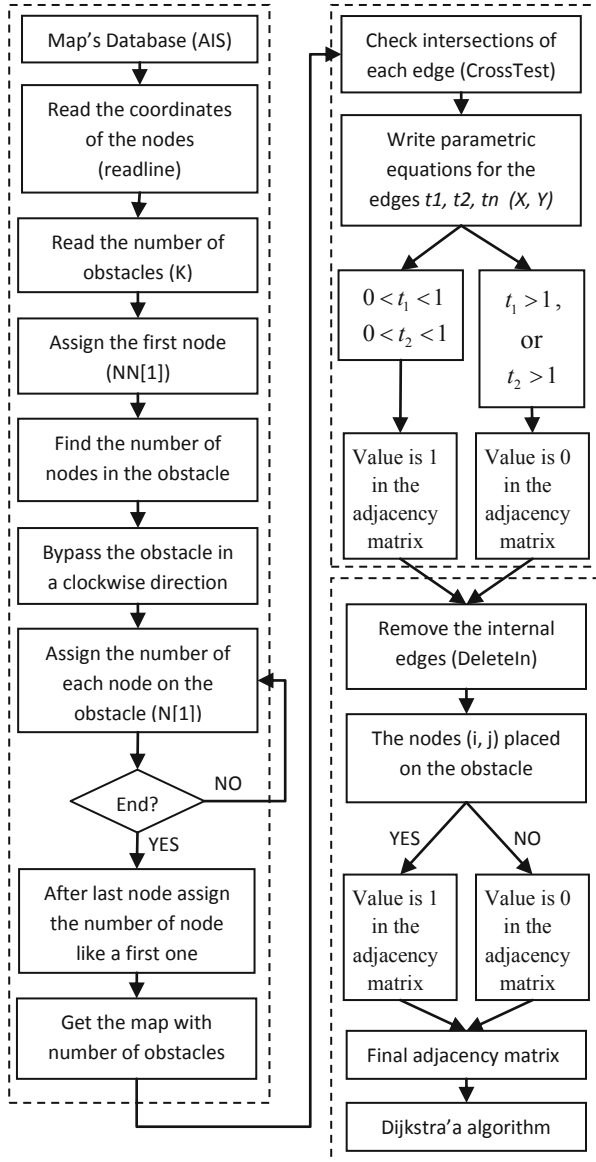 Map's Database (AIS)
Read the coordinates
of the nodes
(readline)
Read the number of
obstacles (K)
Assign the first node
(NN[1])
Find the number of
nodes in the obstacle
Bypass the obstacle in
a clockwise direction
Assign the number of
each node on the
obstacle (N[1])
End?
NO
YES
After last node assign
the number of node
like a first one
Get the map with
number of obstacles
Check intersections of
each edge (CrossTest)
Write parametric
equations for the
edges t1, t2, tn (X, Y)
0 < t₁ < 1
0 < t₂ < 1
t₁ > 1 ,
or
t₂ > 1
Value is 1
in the
adjacency
matrix
Value is 0
in the
adjacency
matrix
Remove the internal
edges (DeleteIn)
The nodes (i, j) placed
on the obstacle
YES
NO
Value is 1
in the
adjacency
matrix
Value is 0
in the
adjacency
matrix
Final adjacency matrix
Dijkstra'a algorithm